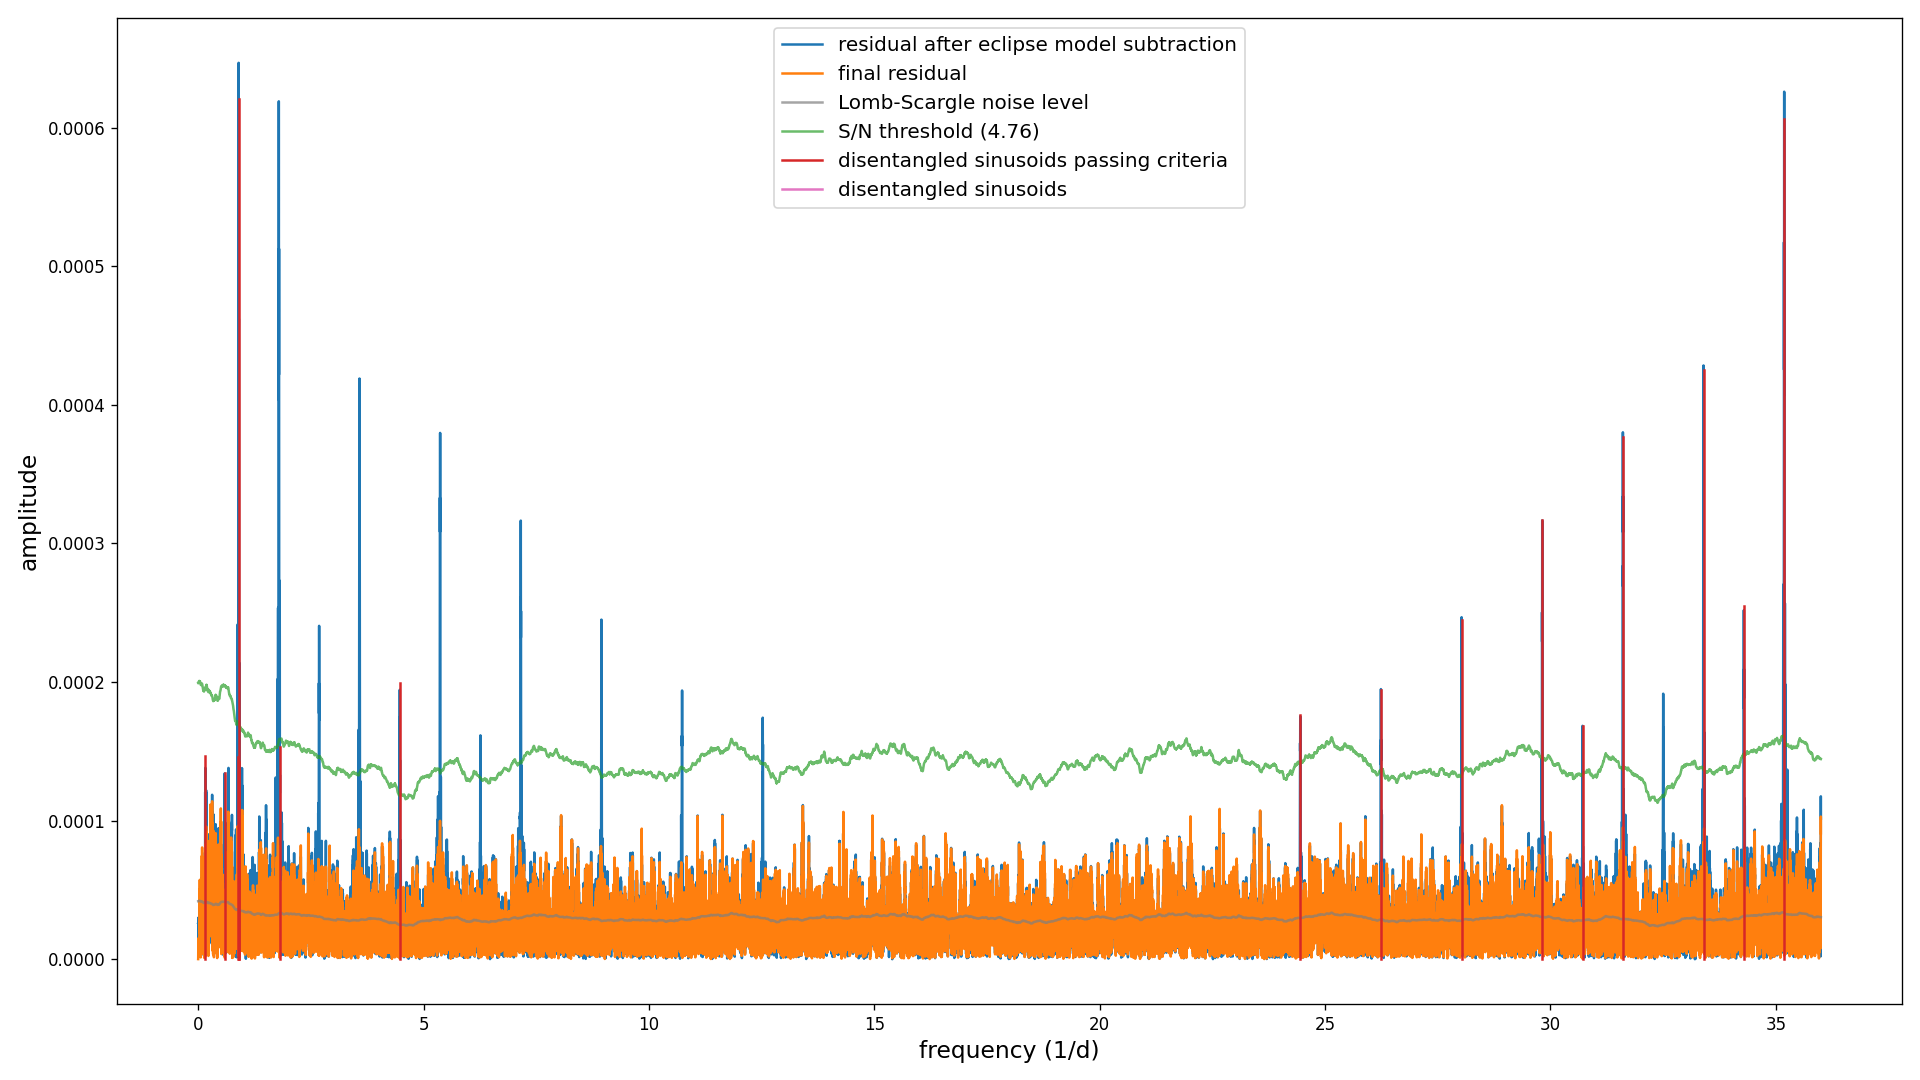 residual after eclipse model subtraction
final residual
Lomb-Scargle noise level
S/N threshold (4.76)
disentangled sinusoids passing criteria
disentangled sinusoids
amplitude
0.0006
0.0005
0.0004
0.0003
0.0002
0.0001
0.0000
0 5 10 15 20 25 30 35
frequency (1/d)